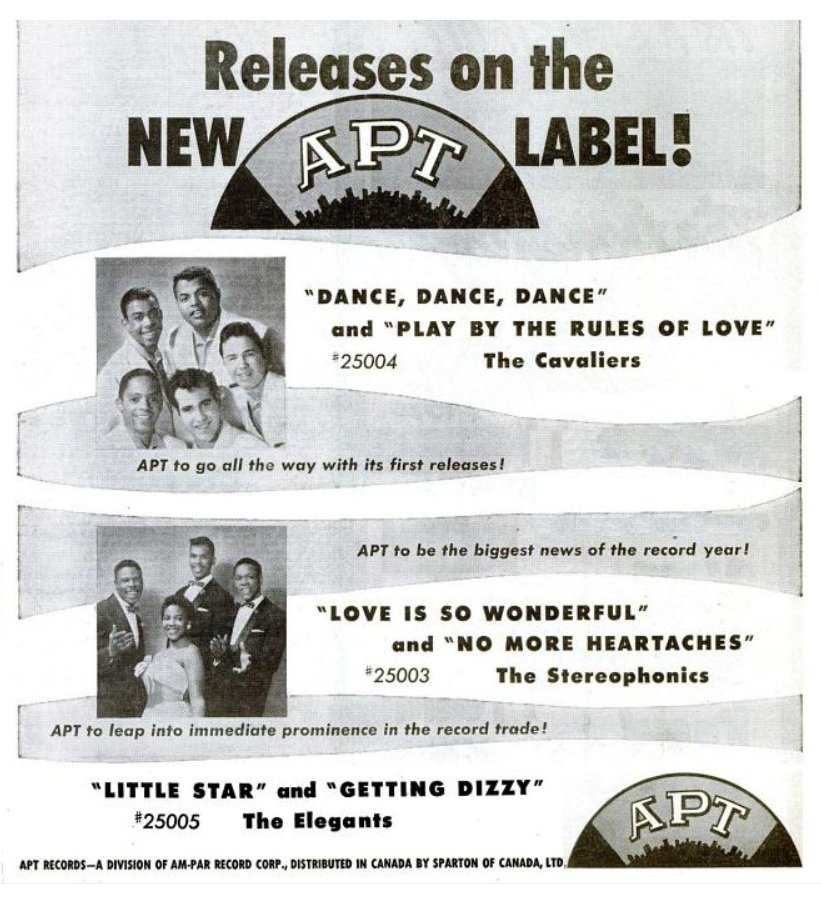 Releases on the
NEW APT LABEL!
"DANCE, DANCE, DANCE"
and "PLAY BY THE RULES OF LOVE"
#25004 The Cavaliers
APT to go all the way with its first releases!
APT to be the biggest news of the record year!
"LOVE IS SO WONDERFUL"
and "NO MORE HEARTACHES"
#25003 The Stereophonics
APT to leap into immediate prominence in the record trade!
"LITTLE STAR" and "GETTING DIZZY"
#25005 The Elegants
APT
APT RECORDS—A DIVISION OF AM-PAR RECORD CORP., DISTRIBUTED IN CANADA BY SPARTON OF CANADA, LTD.